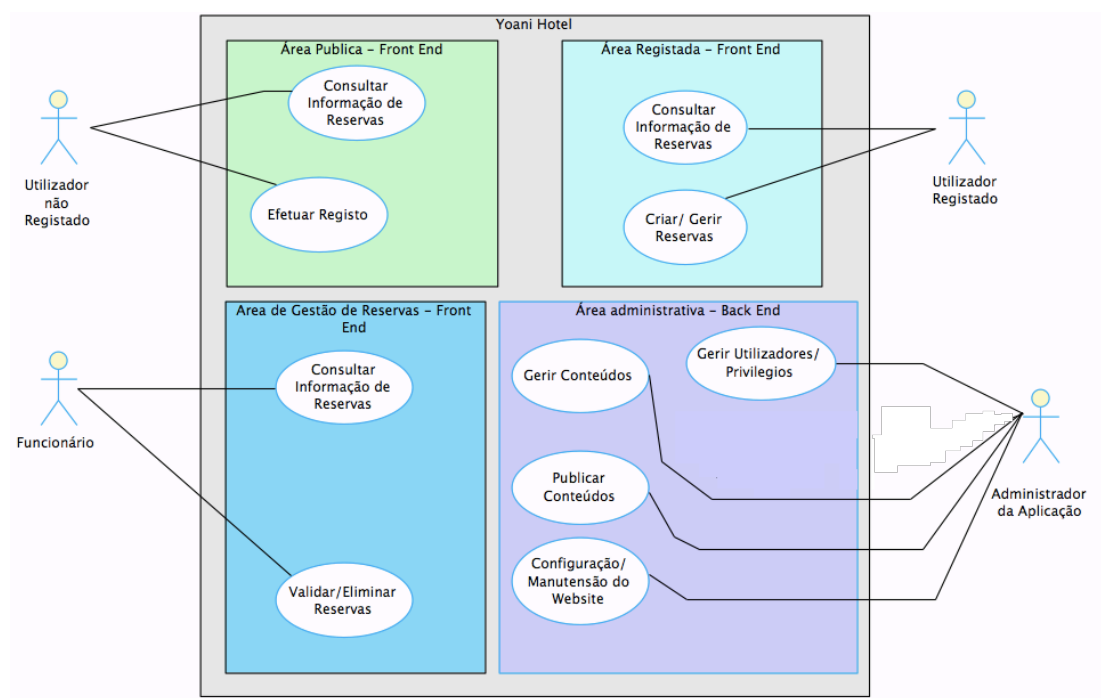 Yoani Hotel
Área Publica – Front End
Consultar
Informação de
Reservas
Efetuar Registo
Área Registada – Front End
Consultar
Informação de
Reservas
Criar/ Gerir
Reservas
Utilizador
não
Registado
Utilizador
Registado
Area de Gestão de Reservas – Front
End
Consultar
Informação de
Reservas
Validar/Eliminar
Reservas
Área administrativa – Back End
Gerir Utilizadores/
Privilegios
Gerir Conteúdos
Publicar
Conteúdos
Configuração/
Manutensão do
Website
Funcionário
Administrador
da Aplicação